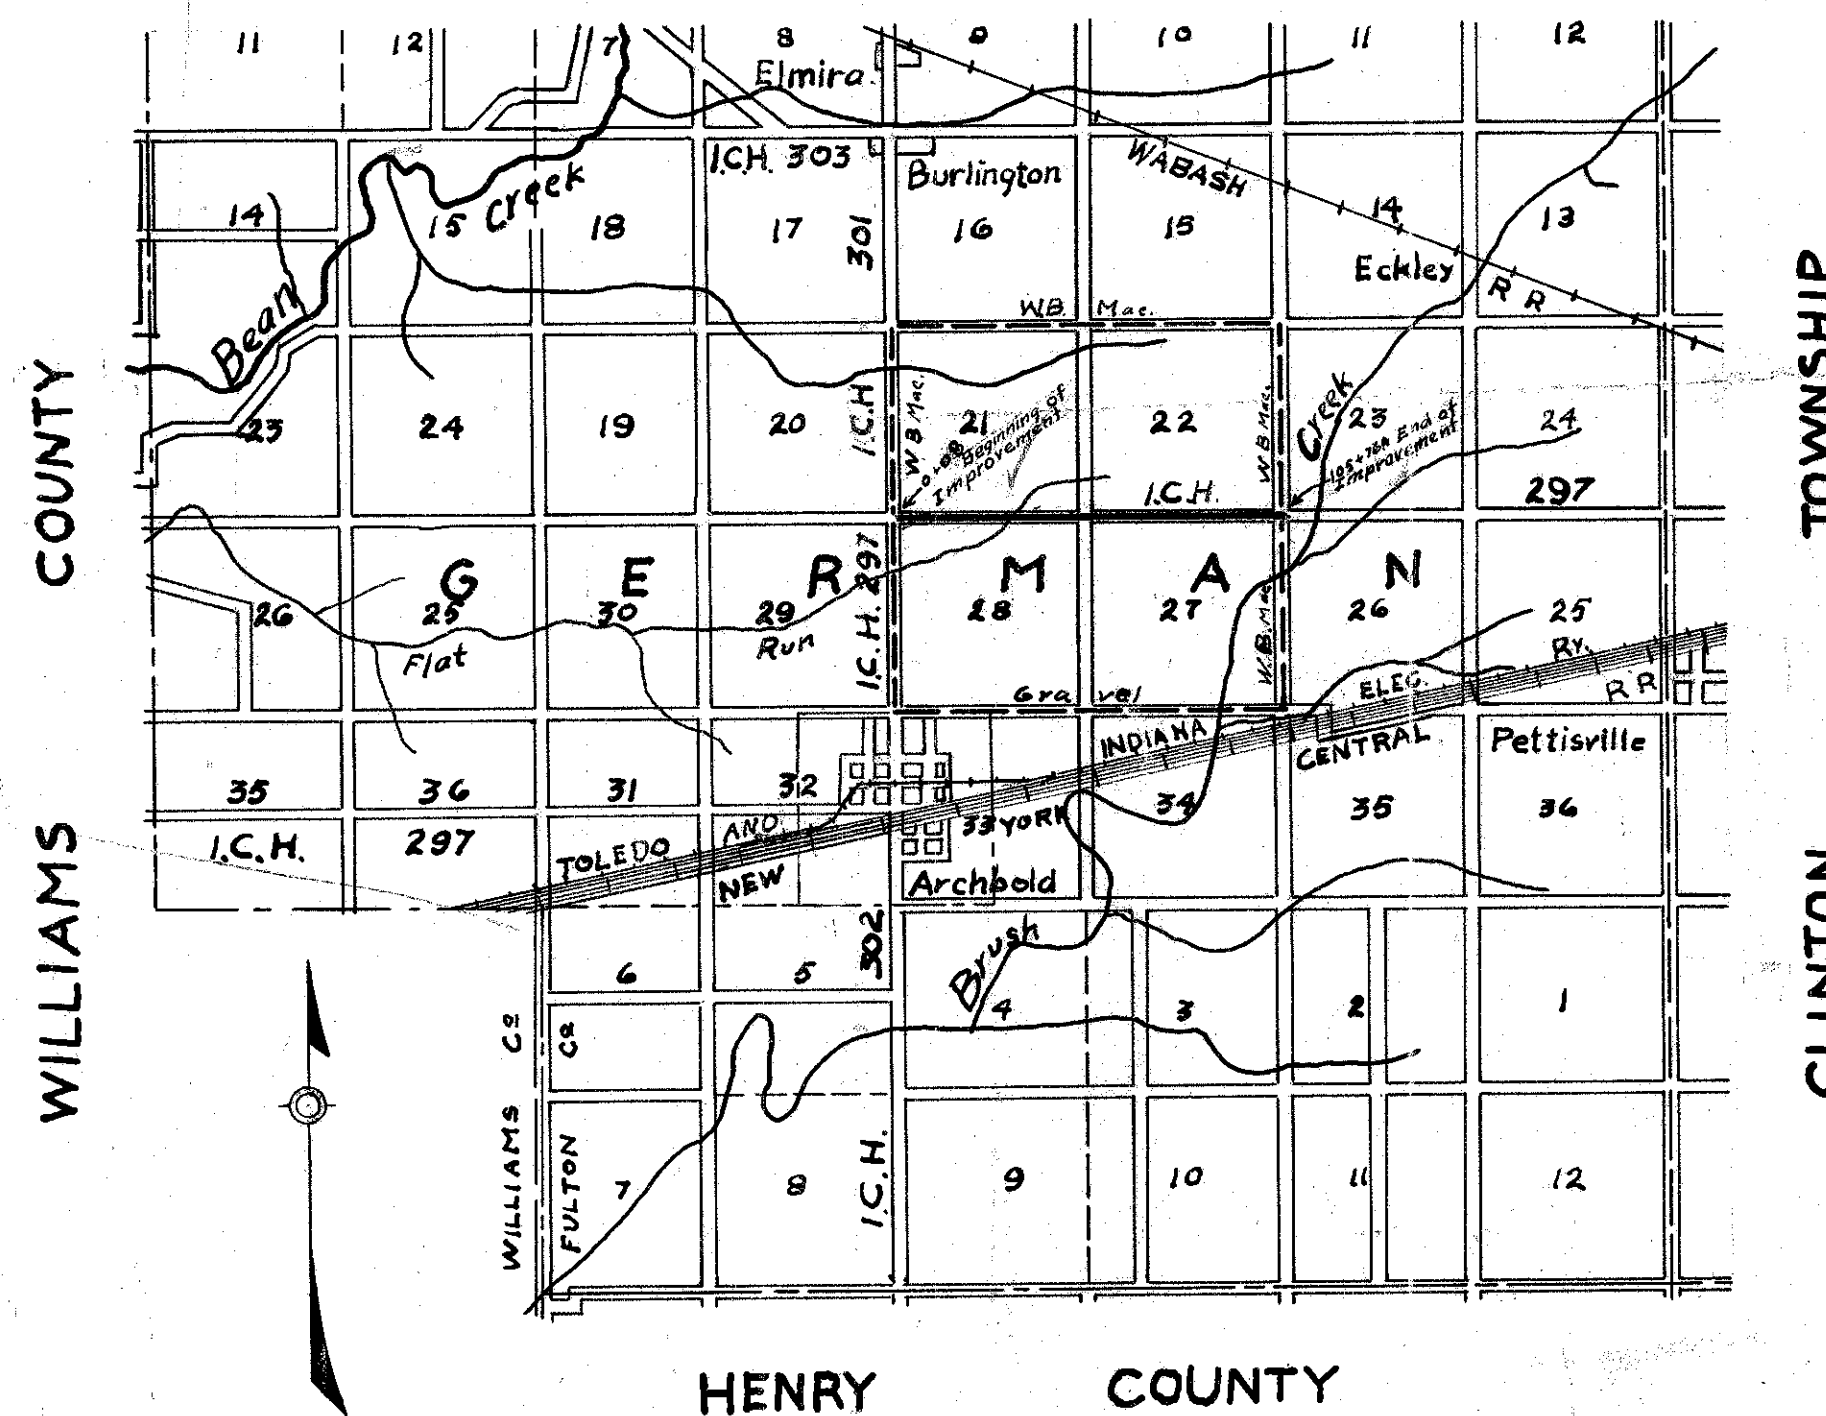 11 12 7 8 9 10 11 12
Elmira.
I.C.H. 303
Burlington
WABASH
R R
14 15 18 17 16 15 14 13
Creek
301
Eckley
Bean
W.B. Mac.
I.C.H
W B Mac.
W B Mac.
Creek
23 24 19 20 21 22 23 24
0+00 Beginning of
Improvement
105+76A End of
Improvement
I.C.H. 297
COUNTY
TOWNSHIP
G E R M A N
I.C.H. 297
26 25 30 29 28 27 26 25
Flat Run
W.B. Mac.
Gravel
TOLEDO AND INDIANA ELEC. RY.
NEW YORK CENTRAL R R
Pettisville
35 36 31 32 33 34 35 36
I.C.H. 297
Archbold
WILLIAMS
CLINTON
302
Brush
6 5 4 3 2 1
WILLIAMS Co
FULTON Co
I.C.H.
7 8 9 10 11 12
HENRY COUNTY